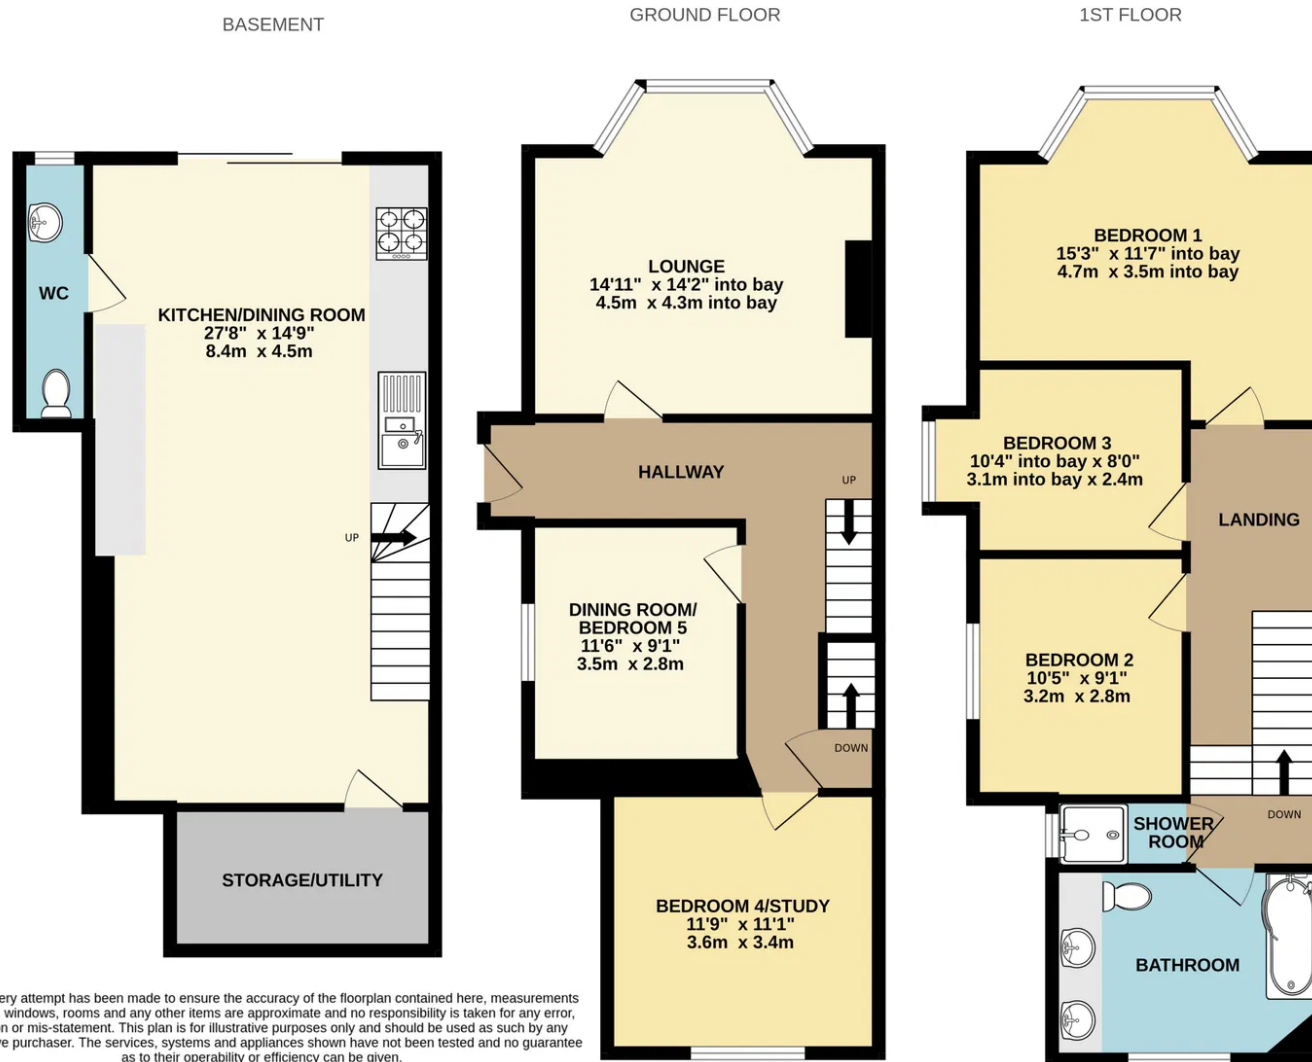 BASEMENT
GROUND FLOOR
1ST FLOOR
WC
KITCHEN/DINING ROOM
27'8" x 14'9"
8.4m x 4.5m
UP
STORAGE/UTILITY
LOUNGE
14'11" x 14'2" into bay
4.5m x 4.3m into bay
HALLWAY
UP
DINING ROOM/
BEDROOM 5
11'6" x 9'1"
3.5m x 2.8m
DOWN
BEDROOM 4/STUDY
11'9" x 11'1"
3.6m x 3.4m
BEDROOM 1
15'3" x 11'7" into bay
4.7m x 3.5m into bay
BEDROOM 3
10'4" into bay x 8'0"
3.1m into bay x 2.4m
LANDING
BEDROOM 2
10'5" x 9'1"
3.2m x 2.8m
DOWN
SHOWER
ROOM
BATHROOM
attempt has been made to ensure the accuracy of the floorplan contained here, measurements
windows, rooms and any other items are approximate and no responsibility is taken for any error,
or mis-statement. This plan is for illustrative purposes only and should be used as such by any
purchaser. The services, systems and appliances shown have not been tested and no guarantee
as to their operability or efficiency can be given.